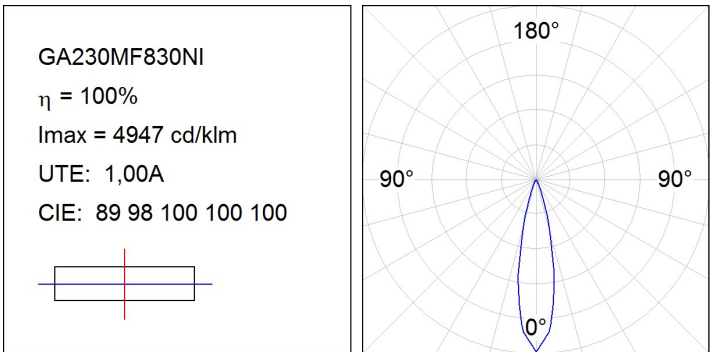 GA230MF830NI
η = 100%
Imax = 4947 cd/klm
UTE: 1,00A
CIE: 89 98 100 100 100
180°
90° 90°
0°